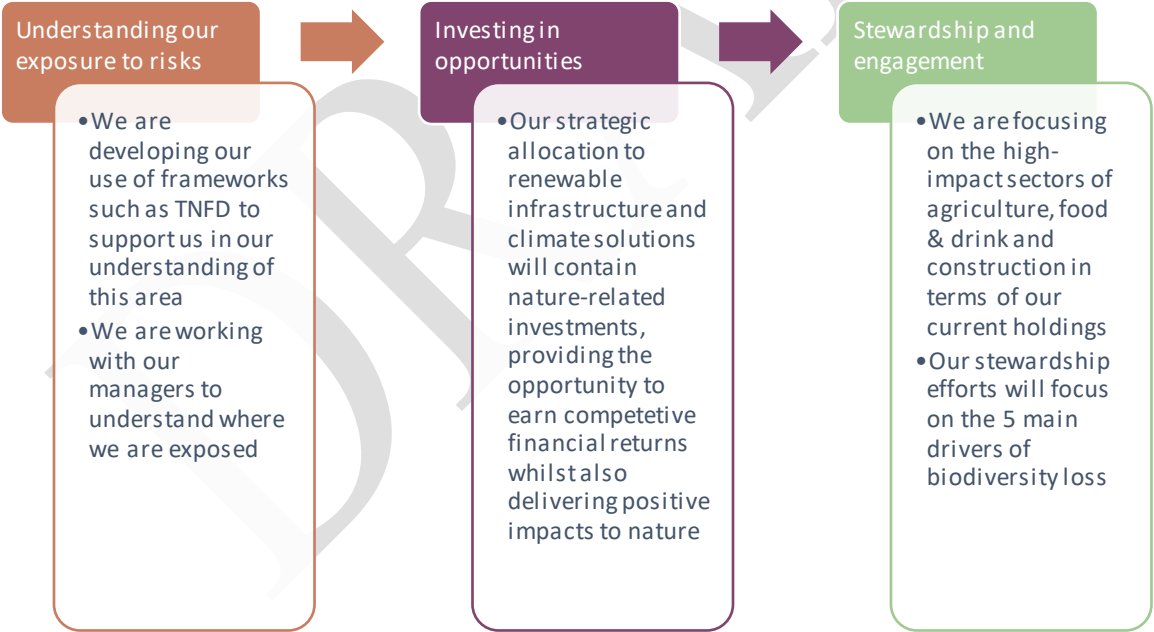 Understanding our
exposure to risks
•We are
developing our
use of frameworks
such as TNFD to
support us in our
understanding of
this area
•We are working
with our
managers to
understand where
we are exposed
Investing in
opportunities
•Our strategic
allocation to
renewable
infrastructure and
climate solutions
will contain
nature-related
investments,
providing the
opportunity to
earn competetive
financial returns
whilst also
delivering positive
impacts to nature
Stewardship and
engagement
•We are focusing
on the high-
impact sectors of
agriculture, food
& drink and
construction in
terms of our
current holdings
•Our stewardship
efforts will focus
on the 5 main
drivers of
biodiversity loss